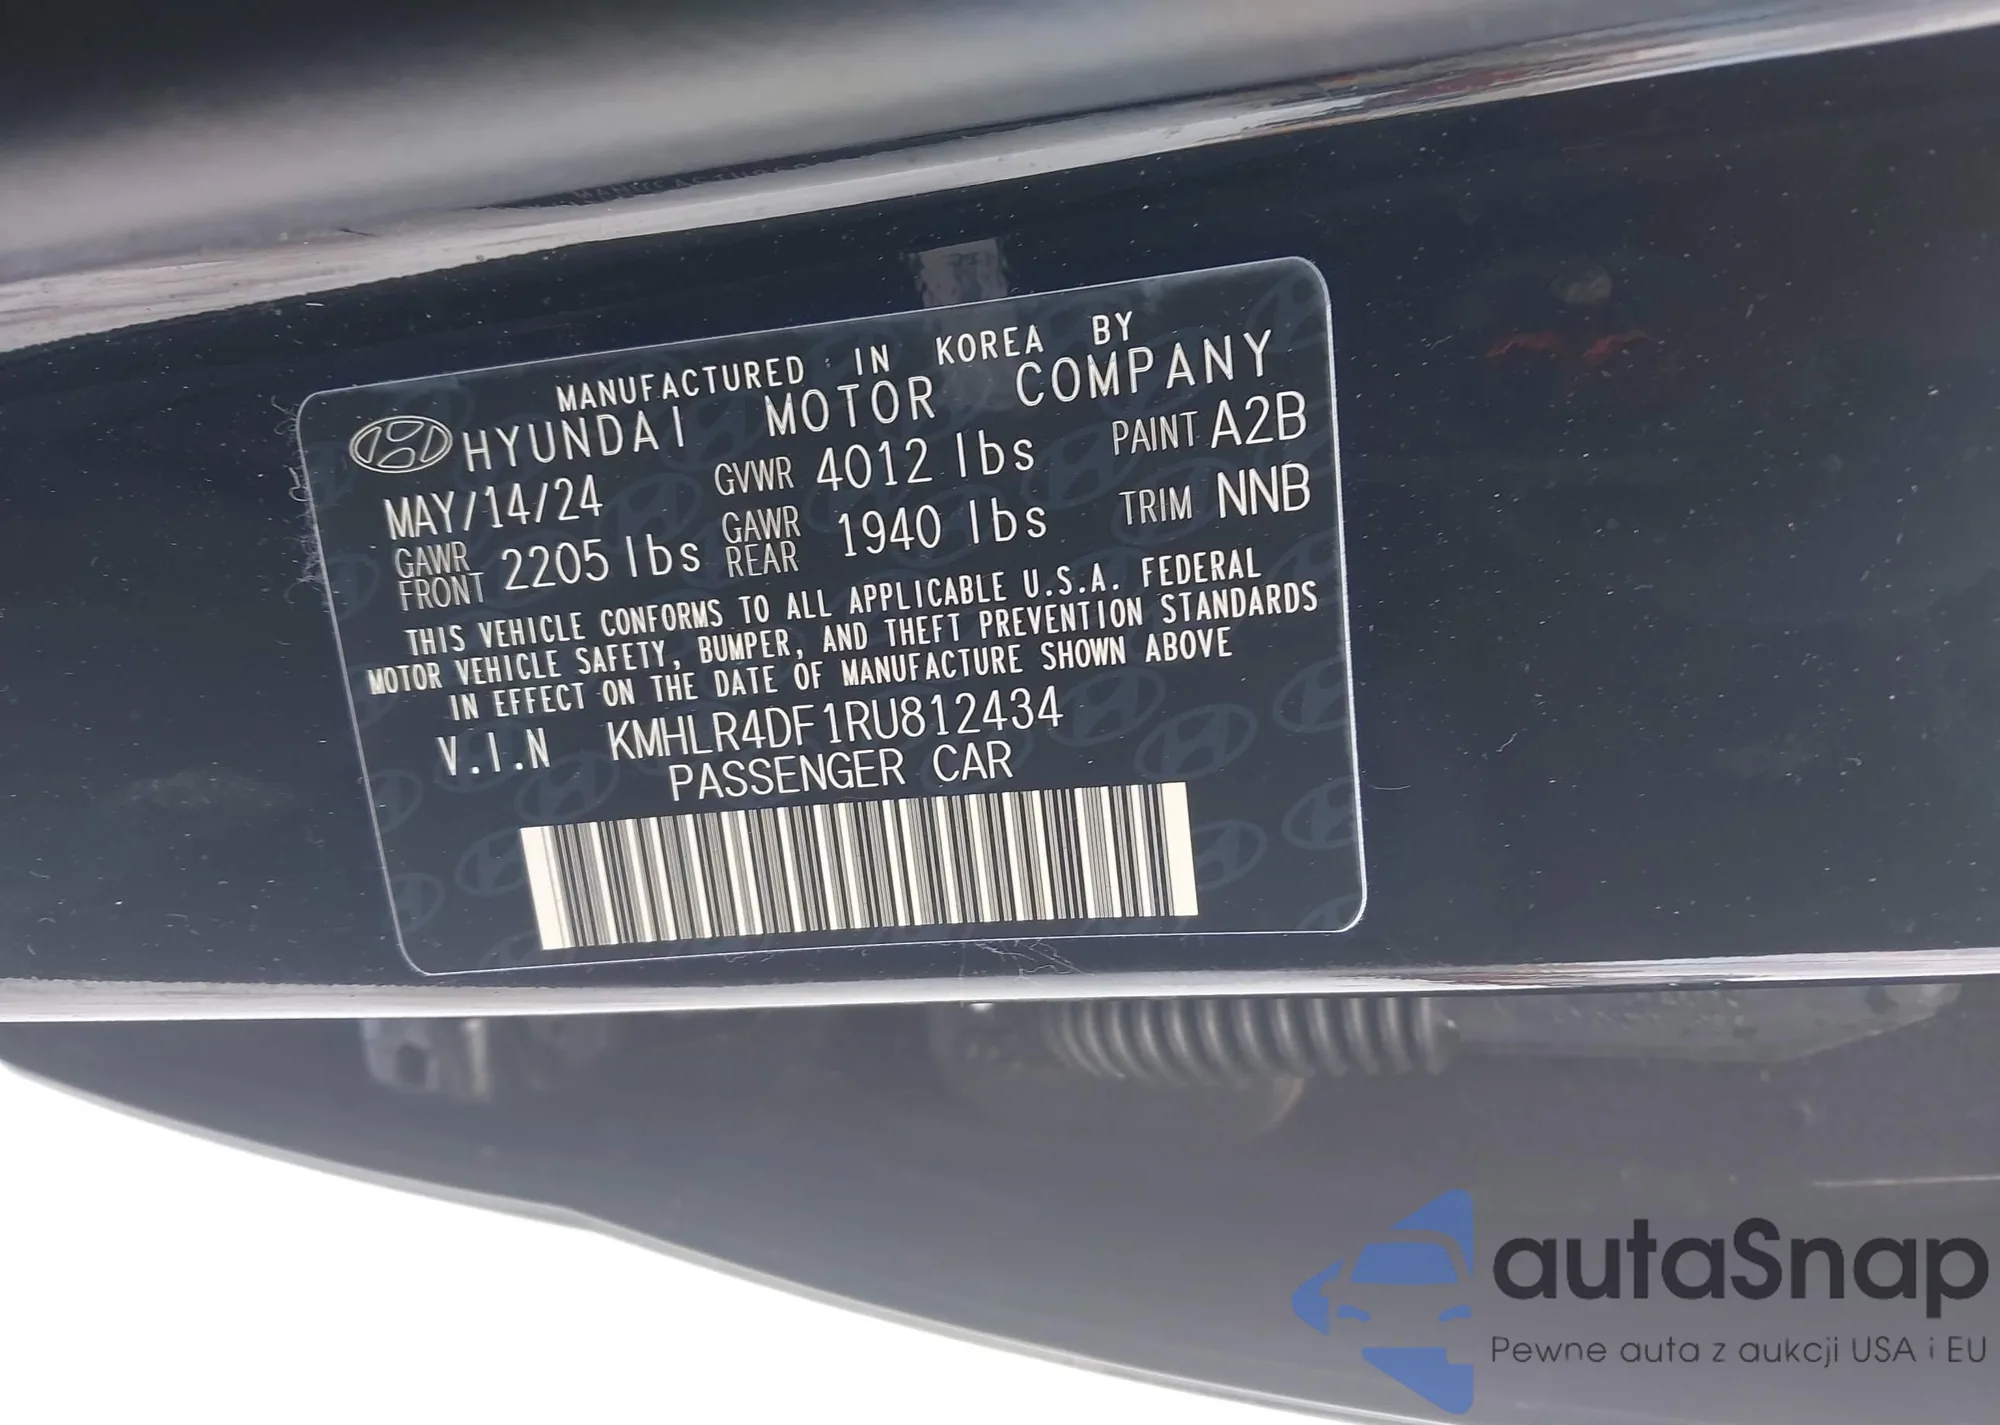 MANUFACTURED IN KOREA BY
HYUNDAI MOTOR COMPANY
MAY/14/24 GVWR 4012 lbs PAINT A2B
GAWR FRONT 2205 lbs GAWR REAR 1940 lbs TRIM NNB
THIS VEHICLE CONFORMS TO ALL APPLICABLE U.S.A. FEDERAL
MOTOR VEHICLE SAFETY, BUMPER, AND THEFT PREVENTION STANDARDS
IN EFFECT ON THE DATE OF MANUFACTURE SHOWN ABOVE
V.I.N KMHLR4DF1RU812434
PASSENGER CAR
autaSnap
Pewne auta z aukcji USA i EU